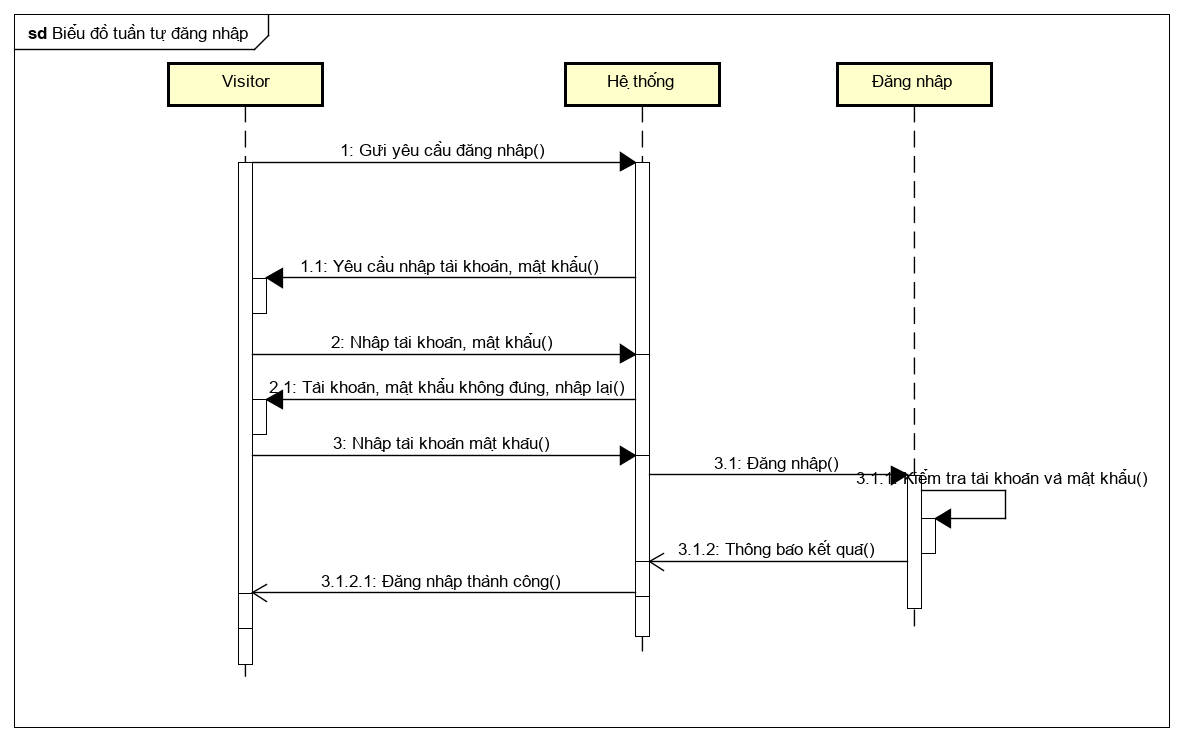 sd Biểu đồ tuần tự đăng nhập
Visitor
Hệ thống
Đăng nhập
1: Gửi yêu cầu đăng nhập()
1.1: Yêu cầu nhập tài khoản, mật khẩu()
2: Nhập tài khoản, mật khẩu()
2.1: Tài khoản, mật khẩu không đúng, nhập lại()
3: Nhập tài khoản mật khẩu()
3.1: Đăng nhập()
3.1.1: Kiểm tra tài khoản và mật khẩu()
3.1.2: Thông báo kết quả()
3.1.2.1: Đăng nhập thành công()